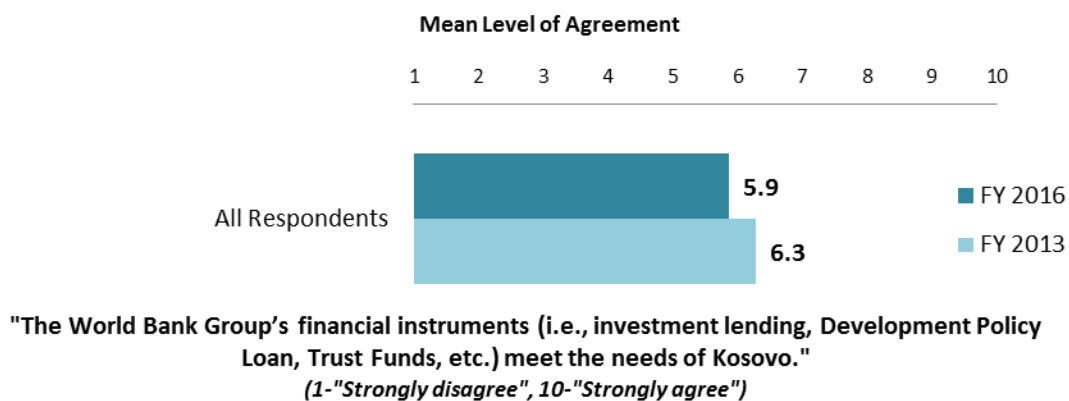 Mean Level of Agreement
1 2 3 4 5 6 7 8 9 10
5.9
All Respondents
6.3
FY 2016
FY 2013
"The World Bank Group’s financial instruments (i.e., investment lending, Development Policy
Loan, Trust Funds, etc.) meet the needs of Kosovo."
(1-"Strongly disagree", 10-"Strongly agree")